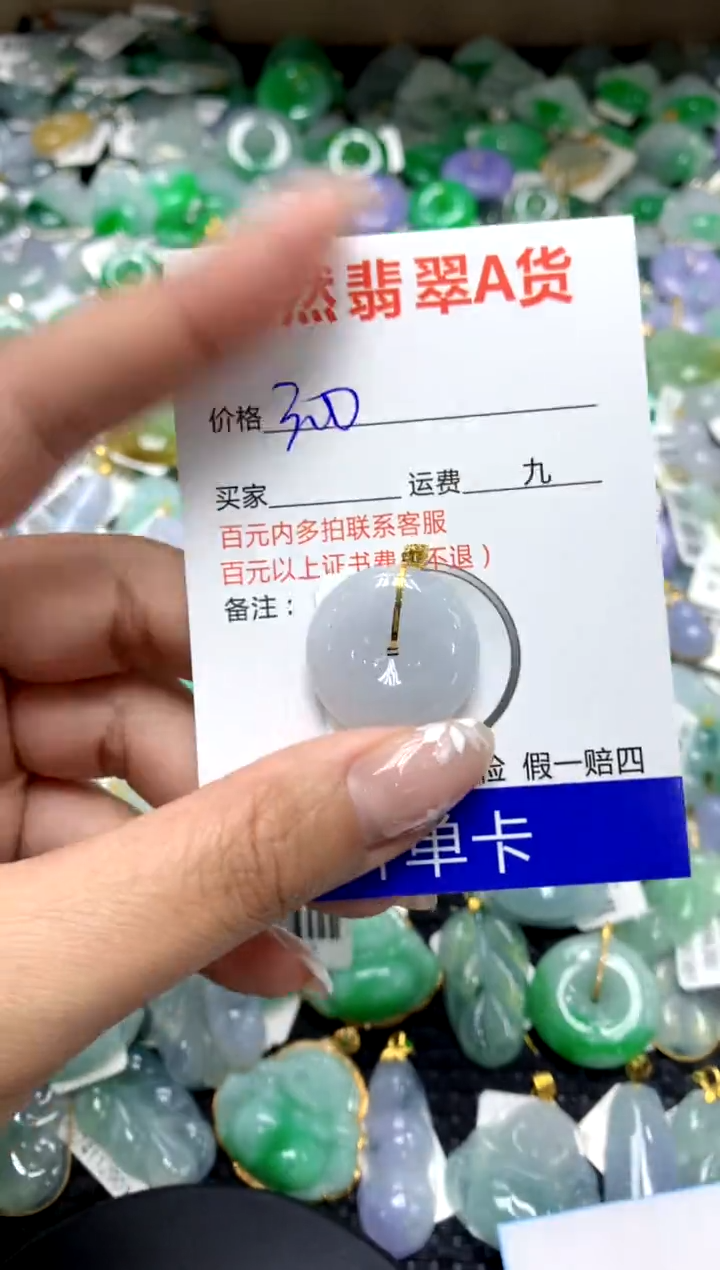 然翡翠A货
价格 300
买家 运费 九
百元内多拍联系客服
百元以上证书费 不退）
备注：
验 假一赔四
单卡